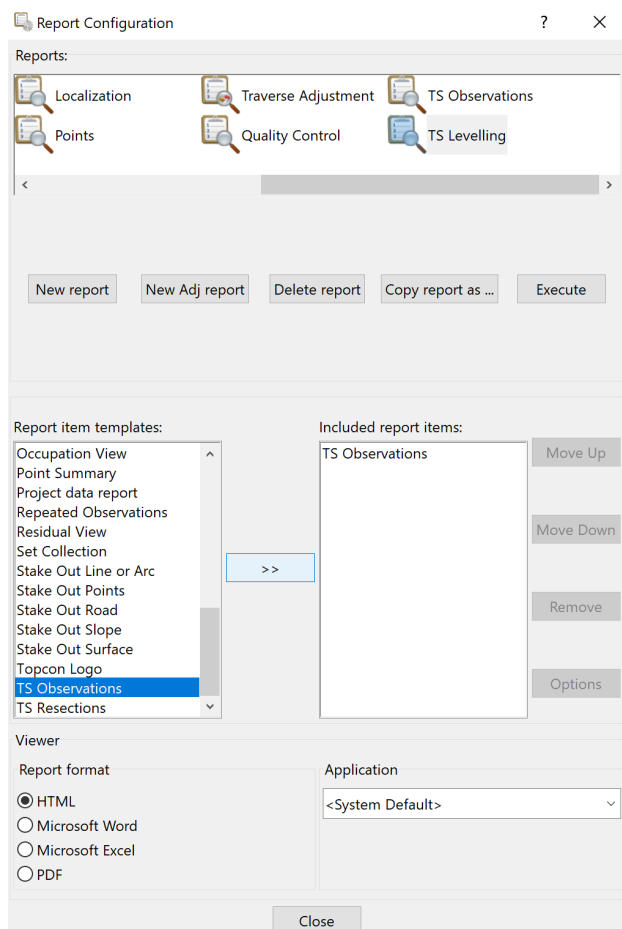 Report Configuration ? ×
Reports:
Localization Traverse Adjustment TS Observations
Points Quality Control TS Levelling
New report New Adj report Delete report Copy report as ... Execute
Report item templates: Included report items:
Occupation View
Point Summary
Project data report
Repeated Observations
Residual View
Set Collection
Stake Out Line or Arc
Stake Out Points
Stake Out Road
Stake Out Slope
Stake Out Surface
Topcon Logo
TS Observations
TS Resections
>>
TS Observations
Move Up
Move Down
Remove
Options
Viewer
Report format
HTML
Microsoft Word
Microsoft Excel
PDF
Application
<System Default>
Close